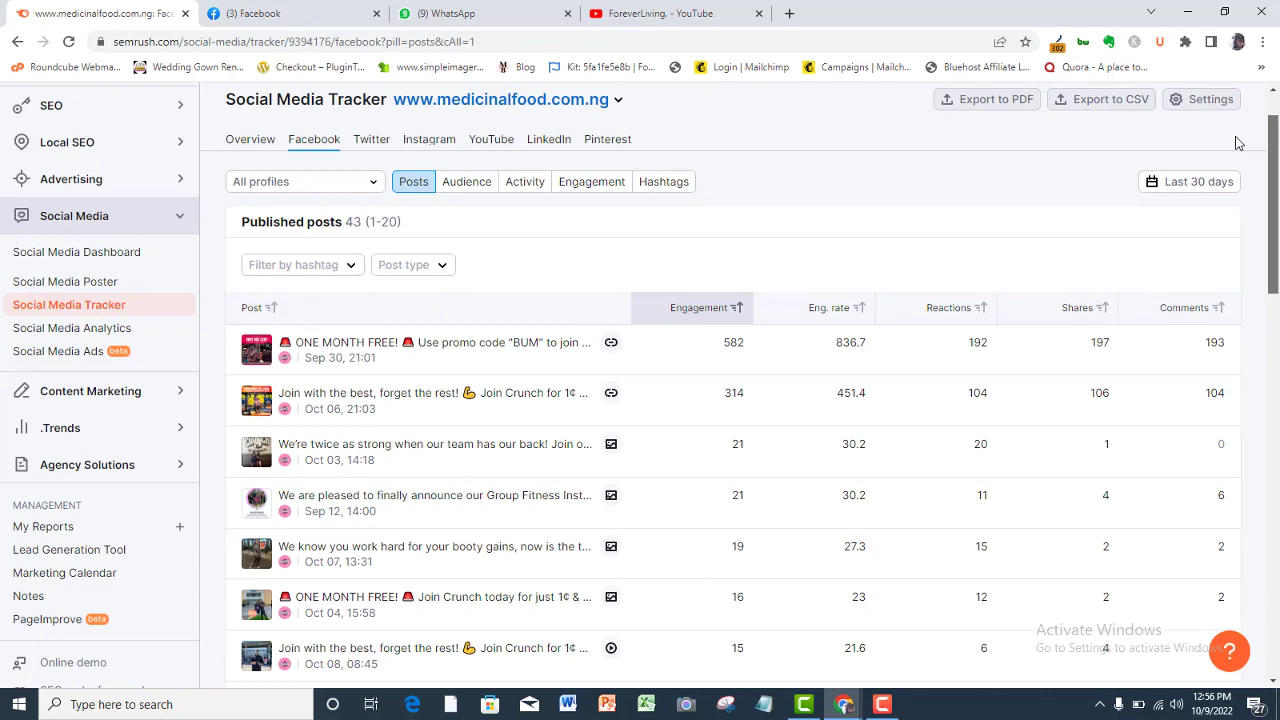 www.medicinalfood.com.ng: Faceb
(3) Facebook
(9) WhatsApp
ForeverLiving. - YouTube
semrush.com/social-media/tracker/9394176/facebook?pill=posts&cAll=1
302
Roundcube Webma...
Wedding Gown Ren...
Checkout – PluginT...
www.simpleimager...
Blog
Kit: 5fa1fe5e8d | Fo...
Login | Mailchimp
Campaigns | Mailch...
Bluehost Affiliate L...
Quora - A place to...
SEO
Local SEO
Advertising
Social Media
Social Media Dashboard
Social Media Poster
Social Media Tracker
Social Media Analytics
Social Media Ads beta
Content Marketing
.Trends
Agency Solutions
MANAGEMENT
My Reports
Lead Generation Tool
Marketing Calendar
Notes
PageImprove beta
Online demo
Social Media Tracker www.medicinalfood.com.ng
Export to PDF
Export to CSV
Settings
Overview Facebook Twitter Instagram YouTube LinkedIn Pinterest
All profiles
Posts Audience Activity Engagement Hashtags
Last 30 days
Published posts 43 (1-20)
Filter by hashtag
Post type
Post Engagement Eng. rate Reactions Shares Comments
🚨 ONE MONTH FREE! 🚨 Use promo code "BUM" to join ... 582 836.7 192 197 193
Sep 30, 21:01
Join with the best, forget the rest! 💪 Join Crunch for 1¢ ... 314 451.4 104 106 104
Oct 06, 21:03
We're twice as strong when our team has our back! Join o... 21 30.2 20 1 0
Oct 03, 14:18
We are pleased to finally announce our Group Fitness Inst... 21 30.2 11 4 6
Sep 12, 14:00
We know you work hard for your booty gains, now is the t... 19 27.3 15 2 2
Oct 07, 13:31
🚨 ONE MONTH FREE! 🚨 Join Crunch today for just 1¢ & ... 16 23 12 2 2
Oct 04, 15:58
Join with the best, forget the rest! 💪 Join Crunch for 1¢ ... 15 21.6 6 4
Oct 08, 08:45
Activate Windows
Go to Settings to activate Windows.
Type here to search
12:56 PM
10/9/2022
27